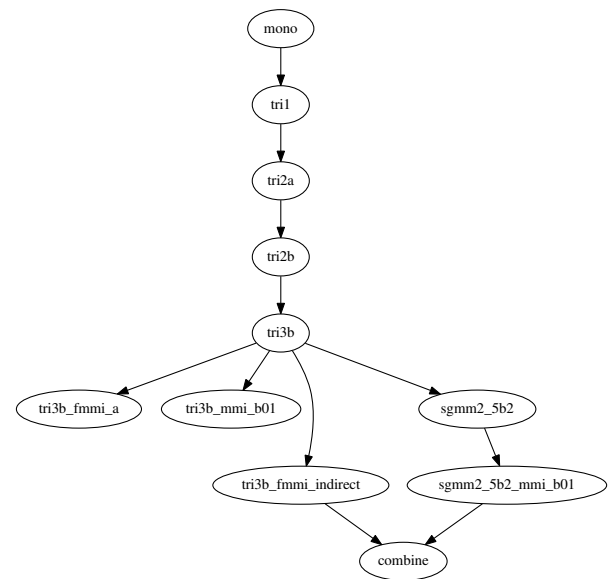 mono
tri1
tri2a
tri2b
tri3b
tri3b_fmmi_a
tri3b_mmi_b01
sgmm2_5b2
tri3b_fmmi_indirect
sgmm2_5b2_mmi_b01
combine